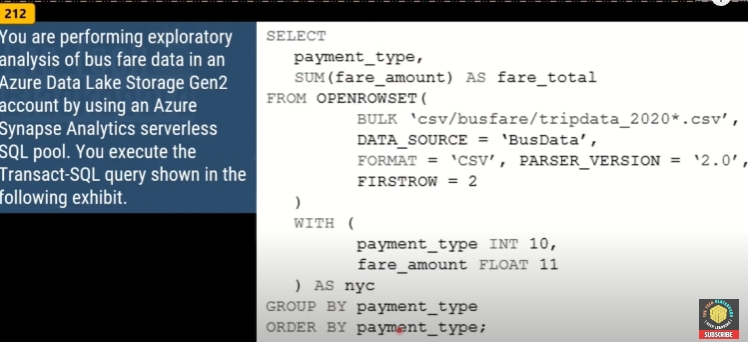 212
You are performing exploratory
analysis of bus fare data in an
Azure Data Lake Storage Gen2
account by using an Azure
Synapse Analytics serverless
SQL pool. You execute the
Transact-SQL query shown in the
following exhibit.
SELECT
payment_type,
SUM(fare_amount) AS fare_total
FROM OPENROWSET(
BULK ‘csv/busfare/tripdata_2020*.csv’,
DATA_SOURCE = ‘BusData’,
FORMAT = ‘CSV’, PARSER_VERSION = ‘2.0’,
FIRSTROW = 2
)
WITH (
payment_type INT 10,
fare_amount FLOAT 11
) AS nyc
GROUP BY payment_type
ORDER BY payment_type;
SUBSCRIBE